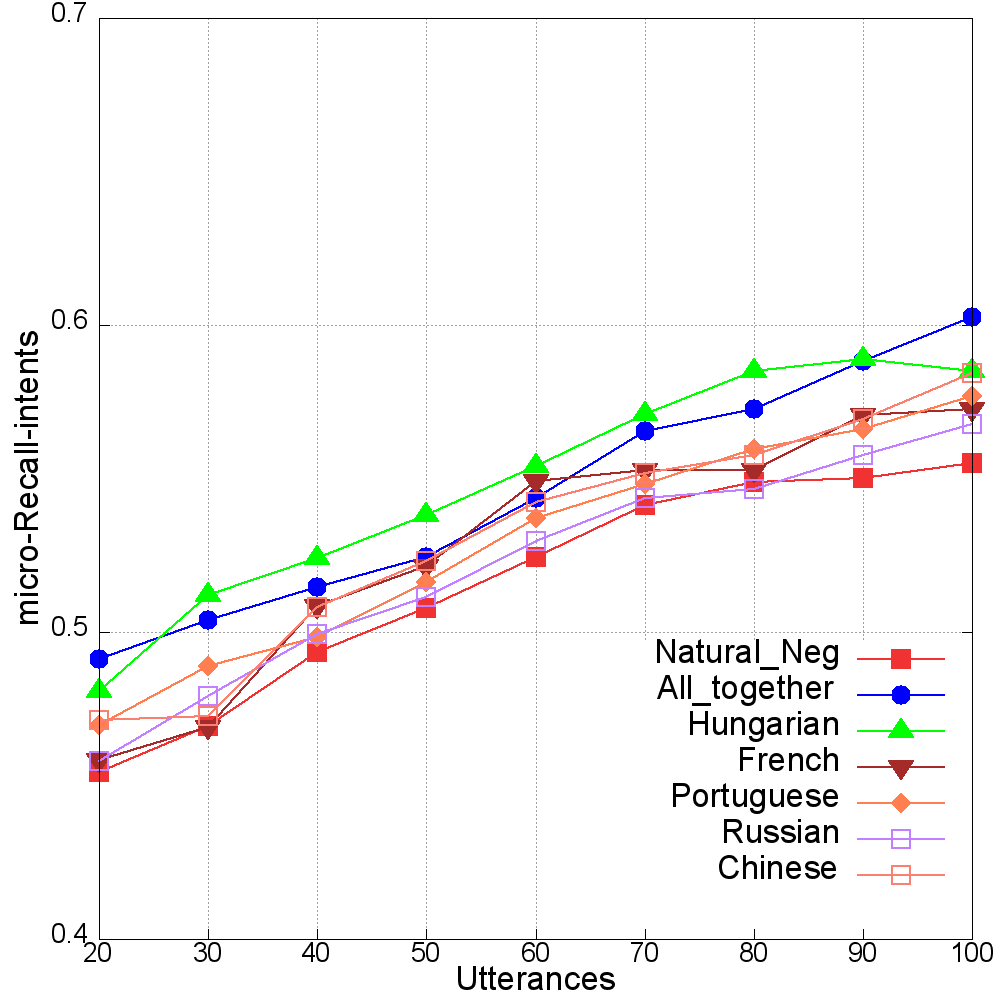 0.7
0.6
0.5
0.4
micro-Recall-intents
Natural_Neg
All_together
Hungarian
French
Portuguese
Russian
Chinese
20 30 40 50 60 70 80 90 100
Utterances